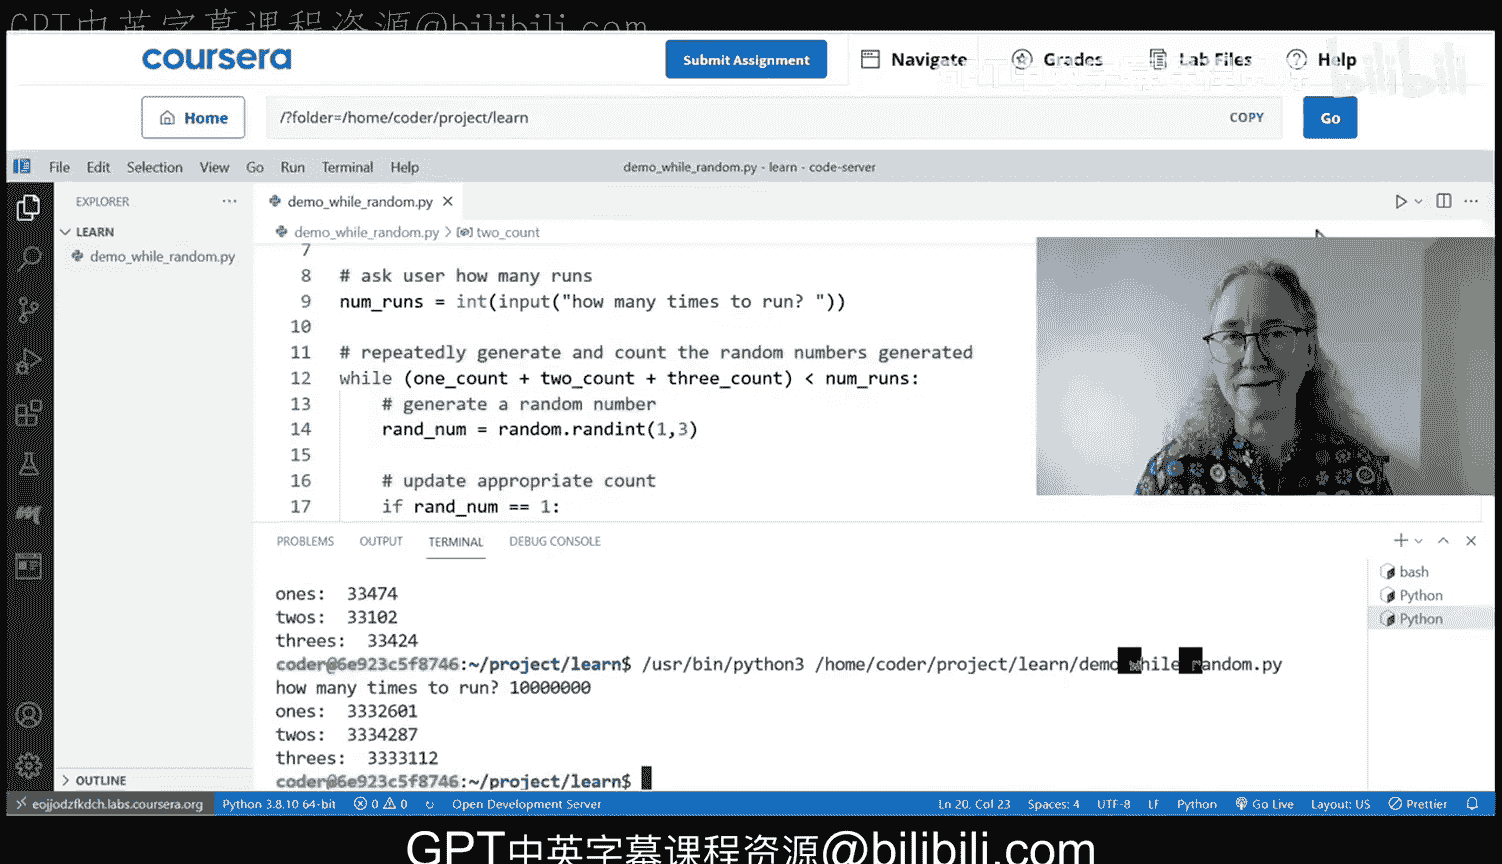 GPT中英字幕课程资源@bilibili.com
coursera
Submit Assignment
Navigate
Grades
Lab Files
Help
bilibili
Home
/?folder=/home/coder/project/learn
COPY
Go
File Edit Selection View Go Run Terminal Help
demo_while_random.py - learn - code-server
EXPLORER
demo_while_random.py
LEARN
demo_while_random.py > two_count
demo_while_random.py
7
8 # ask user how many runs
9 num_runs = int(input("how many times to run? "))
10
11 # repeatedly generate and count the random numbers generated
12 while (one_count + two_count + three_count) < num_runs:
13 # generate a random number
14 rand_num = random.randint(1,3)
15
16 # update appropriate count
17 if rand_num == 1:
PROBLEMS OUTPUT TERMINAL DEBUG CONSOLE
bash
Python
Python
ones: 33474
twos: 33102
threes: 33424
coder@6e923c5f8746:~/project/learn$ /usr/bin/python3 /home/coder/project/learn/demo_while_random.py
how many times to run? 10000000
ones: 3332601
twos: 3334287
threes: 3333112
coder@6e923c5f8746:~/project/learn$
OUTLINE
eojjodzfkdch.labs.coursera.org Python 3.8.10 64-bit 0 0 Open Development Server Ln 20, Col 23 Spaces: 4 UTF-8 LF Python Go Live Layout: US Prettier
GPT中英字幕课程资源@bilibili.com